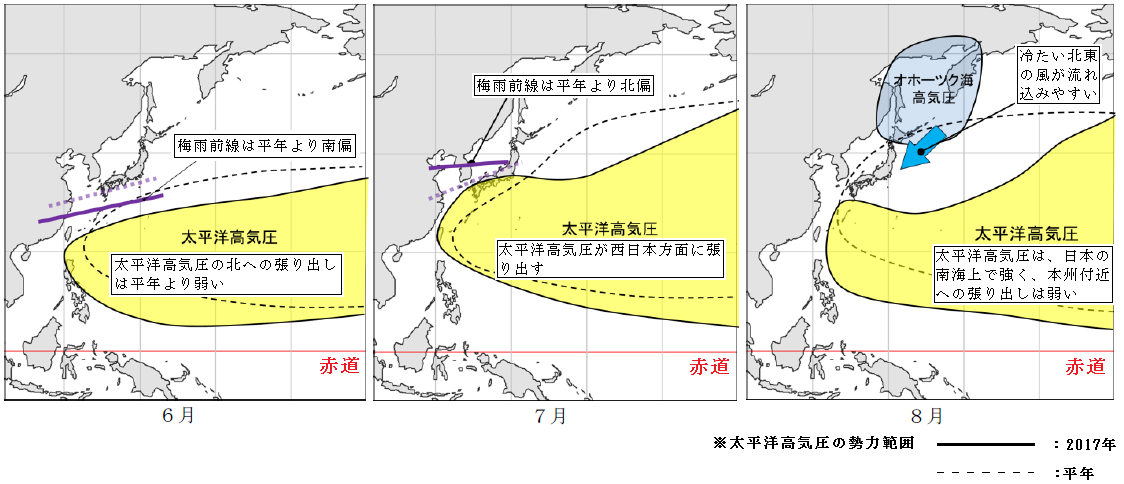 梅雨前線は平年より南偏
太平洋高気圧
太平洋高気圧の北への張り出し
は平年より弱い
赤道
6月
梅雨前線は平年より北偏
太平洋高気圧
太平洋高気圧が西日本方面に張
り出す
赤道
7月
冷たい北東
の風が流れ
込みやすい
オホーツク海
高気圧
太平洋高気圧
太平洋高気圧は、日本の
南海上で強く、本州付近
への張り出しは弱い
赤道
8月
※太平洋高気圧の勢力範囲
：2017年
：平年